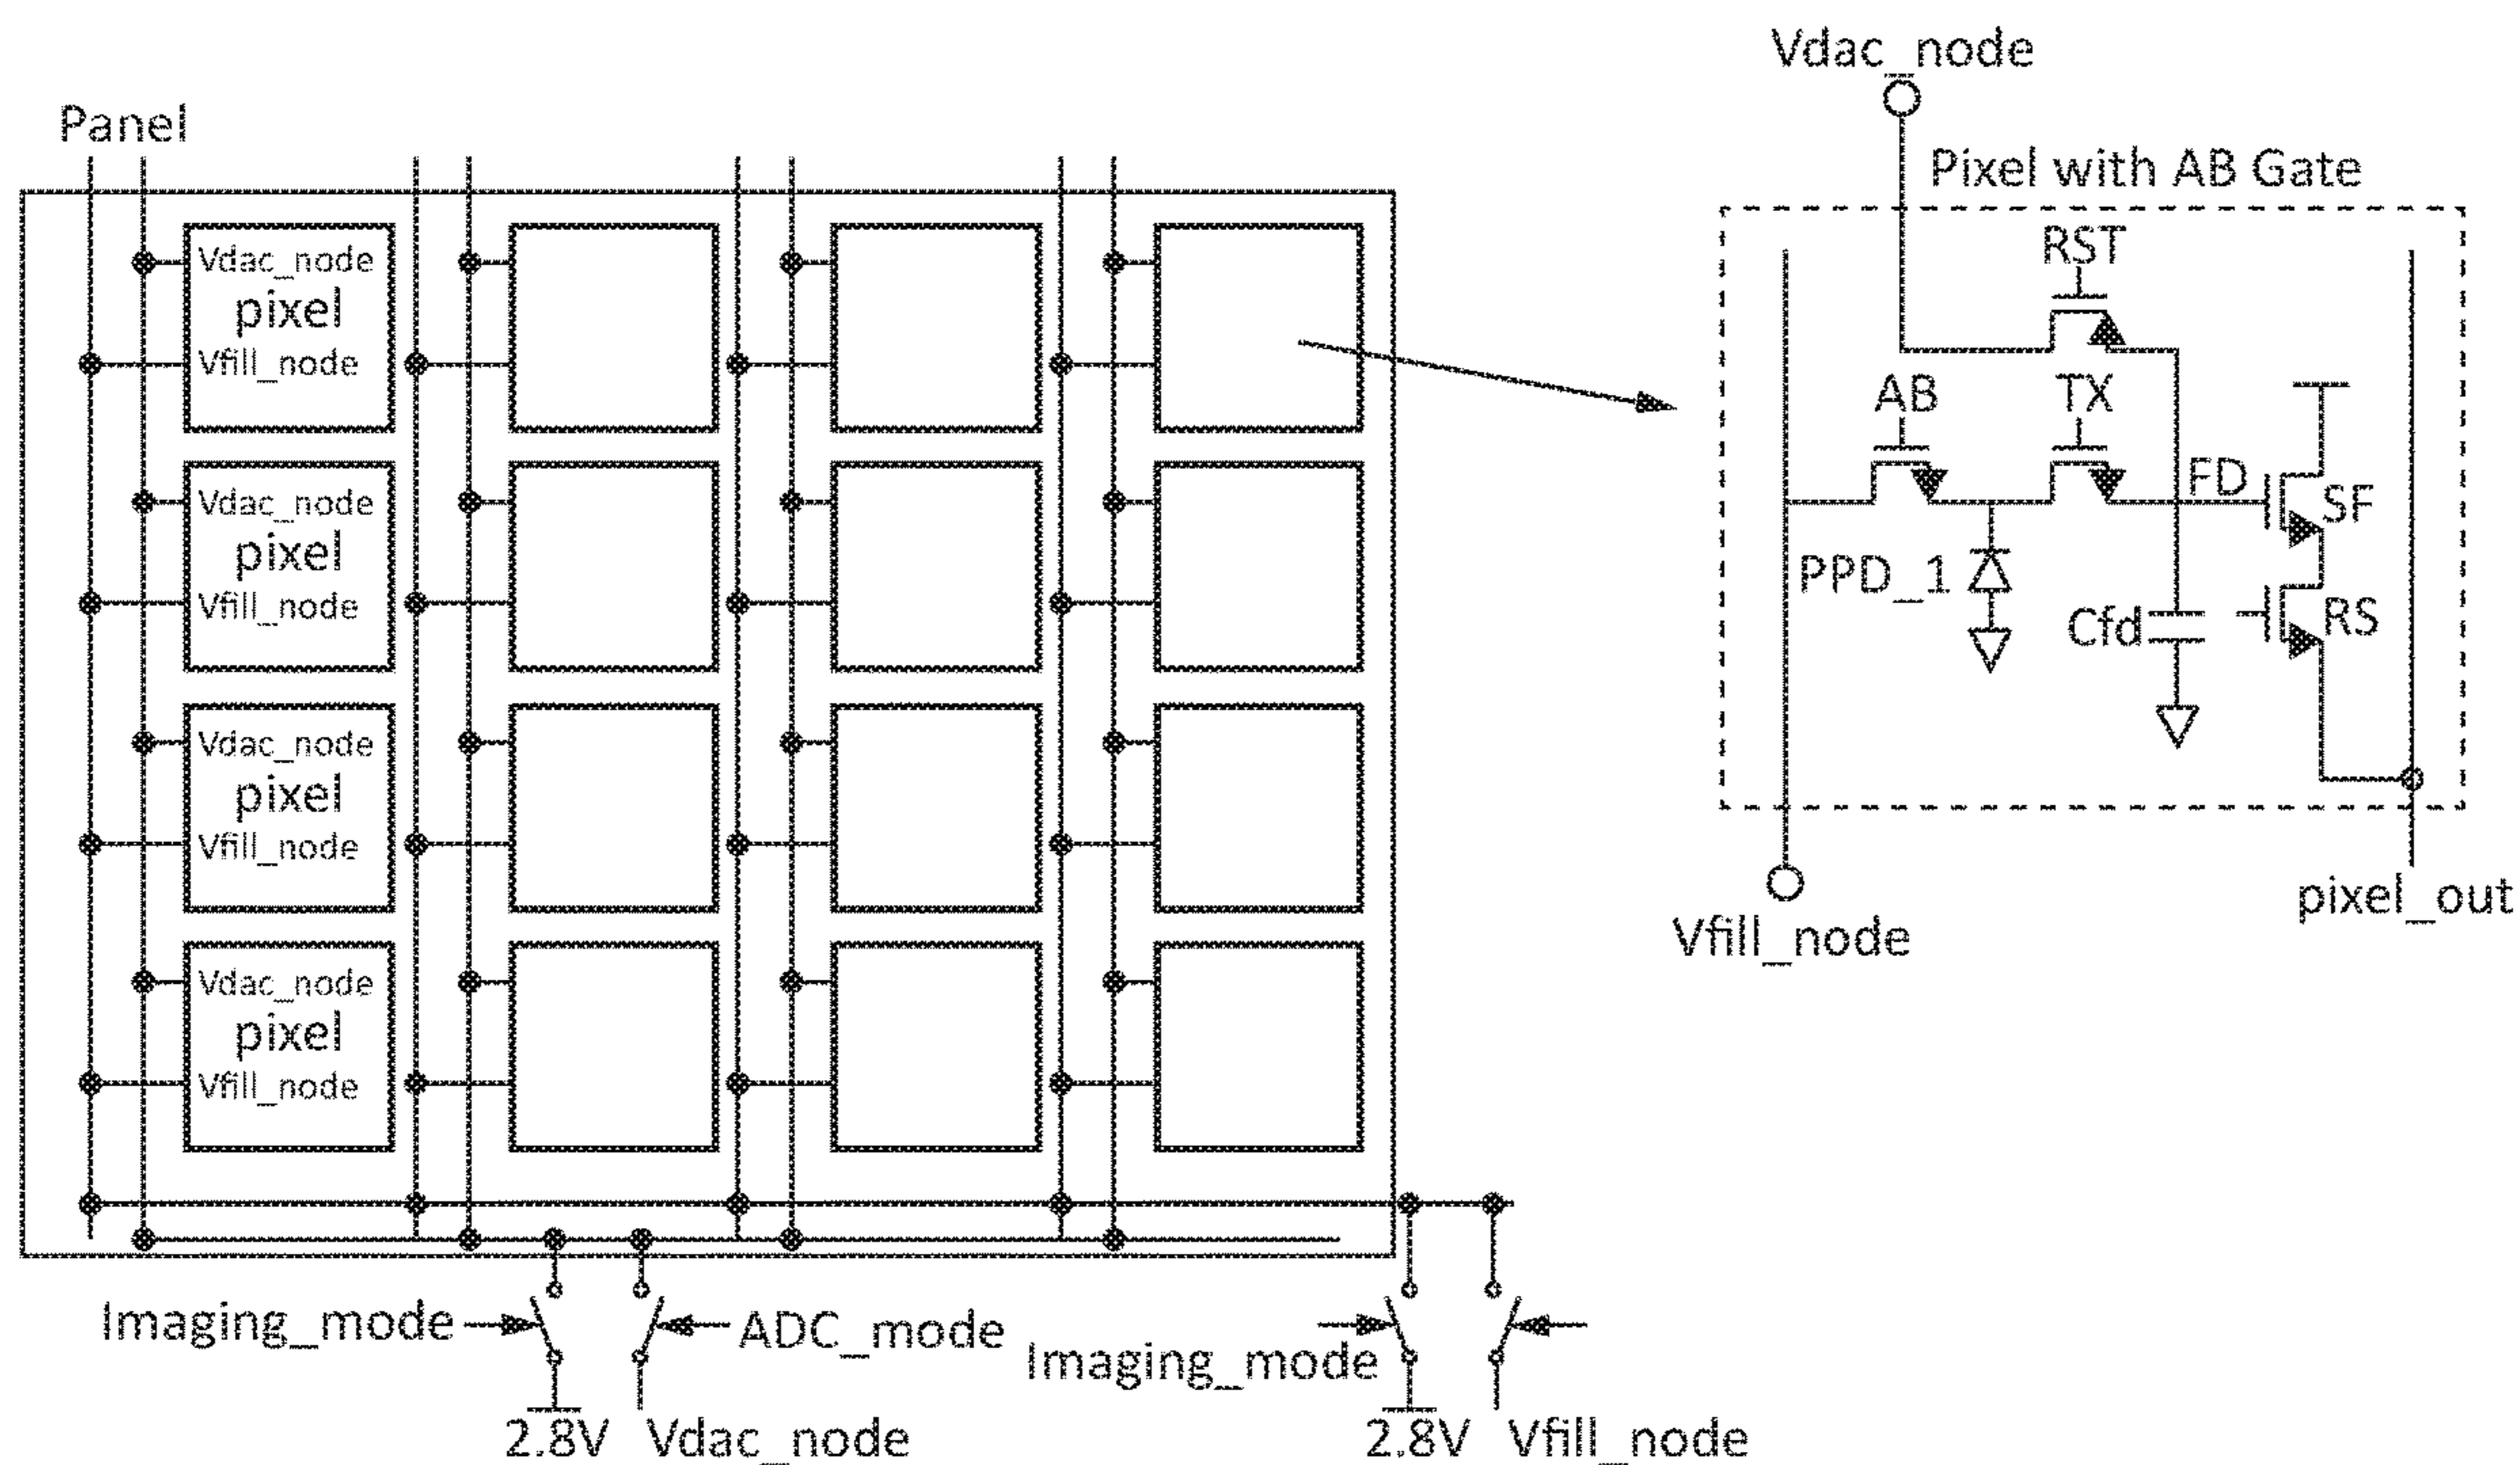 Panel
Vdac_node
pixel
Vfill_node
Vdac_node
pixel
Vfill_node
Vdac_node
pixel
Vfill_node
Vdac_node
pixel
Vfill_node
Imaging_mode
ADC_mode
2.8V
Vdac_node
Imaging_mode
2.8V
Vfill_node
Vdac_node
Pixel with AB Gate
RST
AB
TX
FD
SF
PPD_1
Cfd
RS
pixel_out
Vfill_node